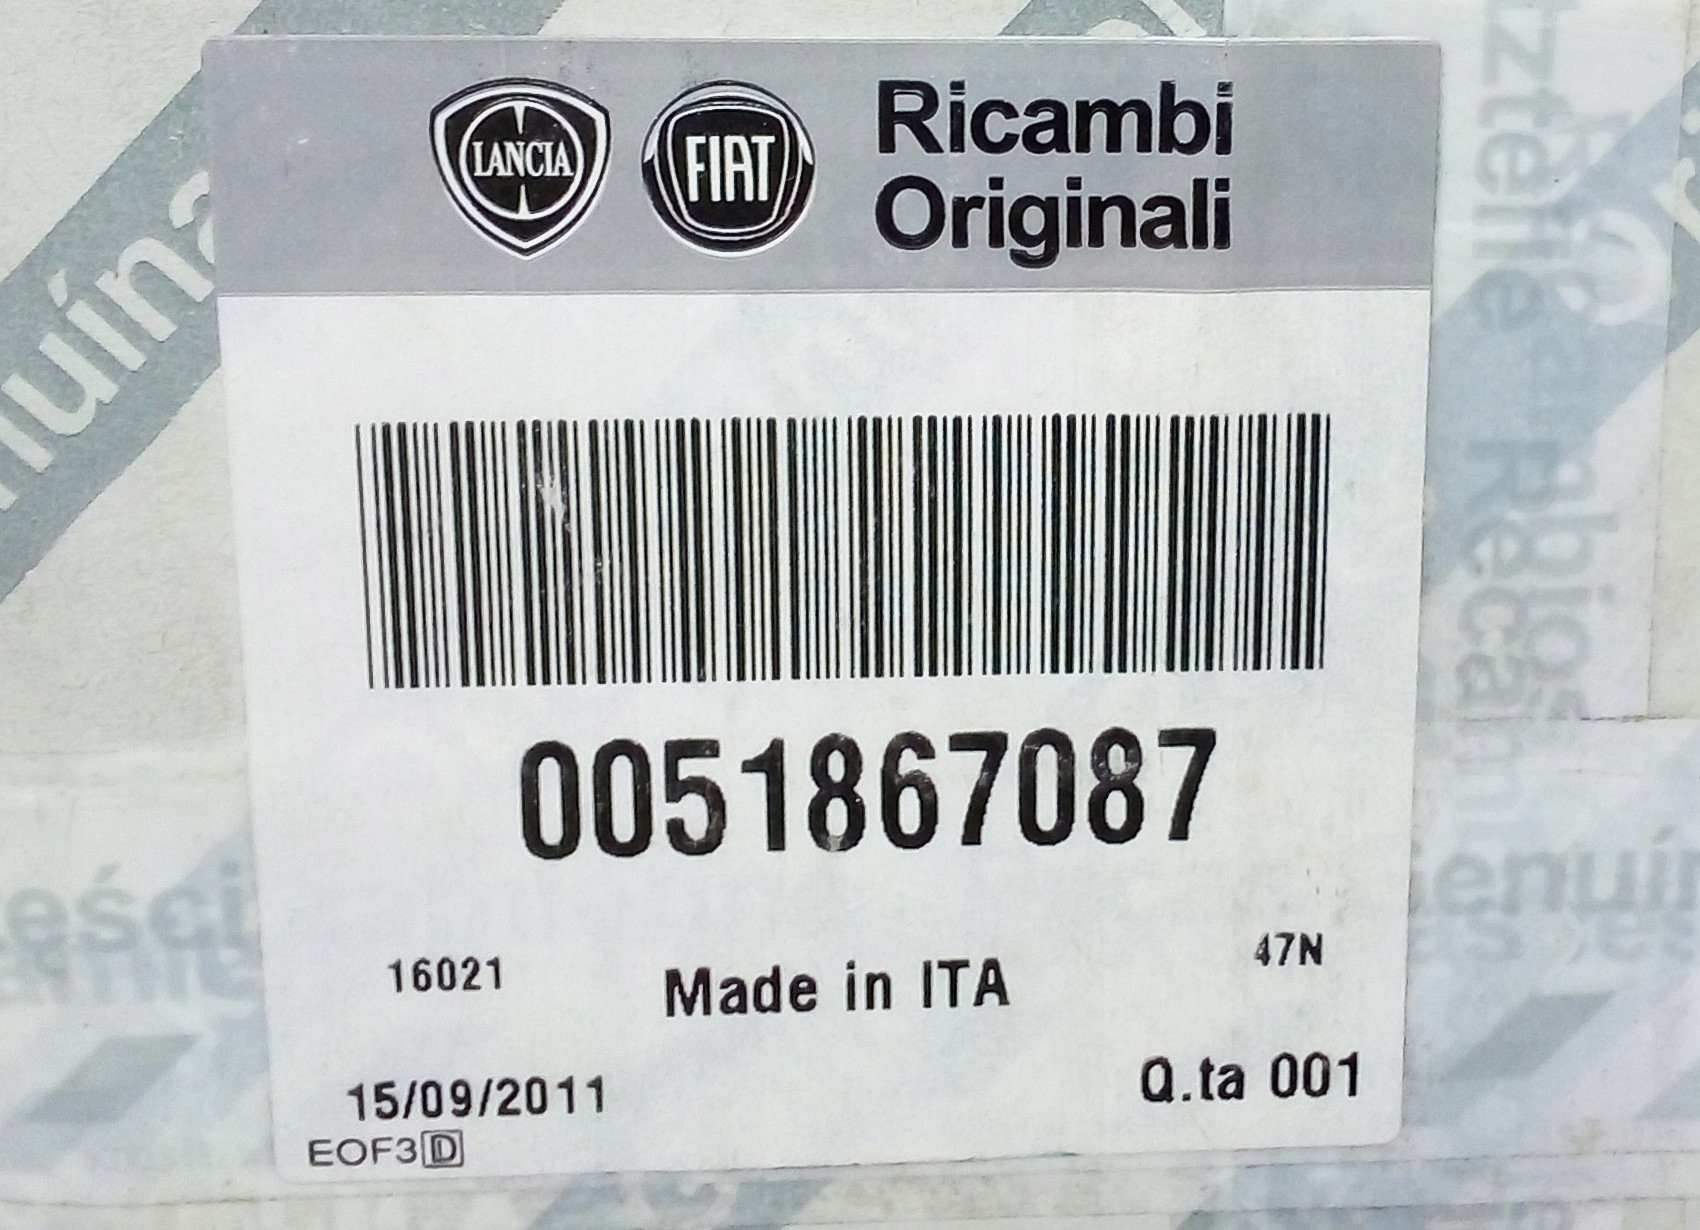 LANCIA
FIAT
Ricambi
Originali
0051867087
16021
Made in ITA
47N
15/09/2011
Q.ta 001
EOF3D